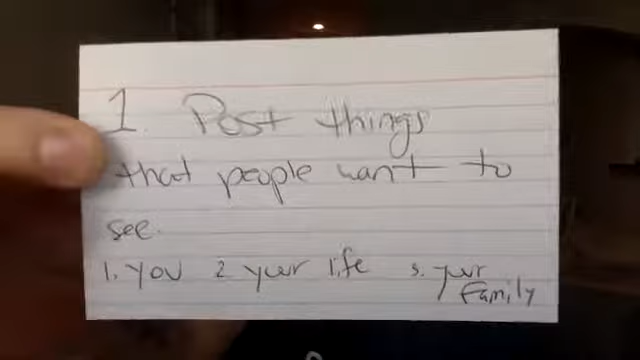 1. Post things
that people want to
see.
1. you 2 your life 3. your
Family